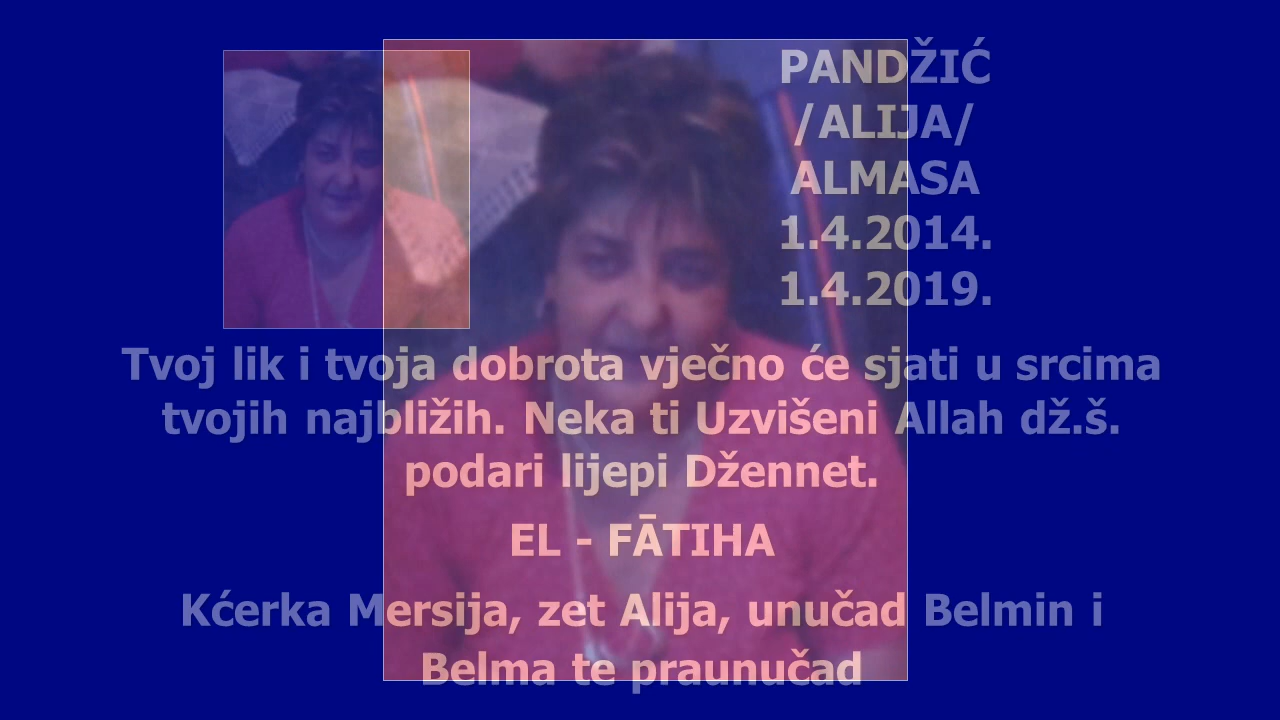 PANDŽIĆ
/ALIJA/
ALMASA
1.4.2014.
1.4.2019.
Tvoj lik i tvoja dobrota vječno će sjati u srcima
tvojih najbližih. Neka ti Uzvišeni Allah dž.š.
podari lijepi Džennet.
EL - FĀTIHA
Kćerka Mersija, zet Alija, unučad Belmin i
Belma te praunučad